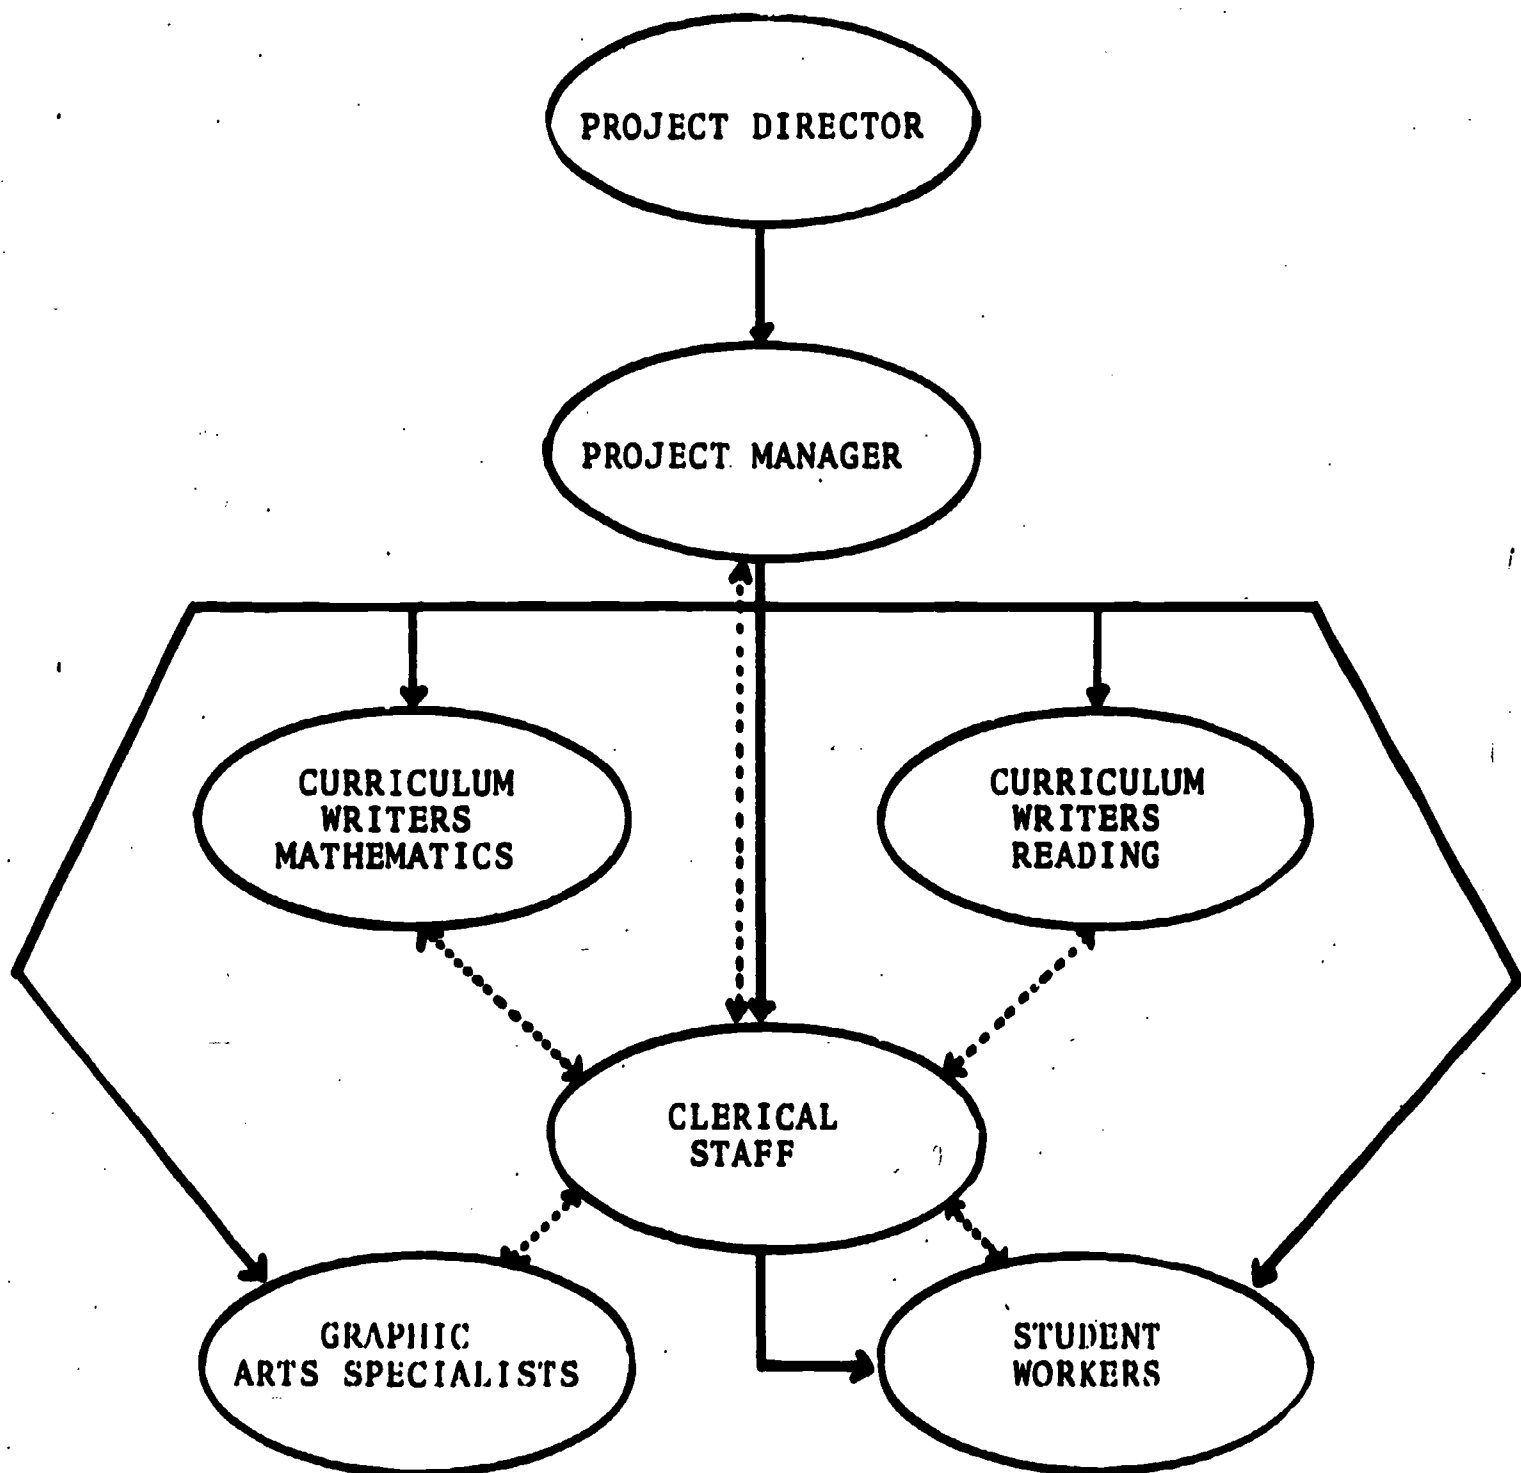 PROJECT DIRECTOR
PROJECT MANAGER
CURRICULUM
WRITERS
MATHEMATICS
CURRICULUM
WRITERS
READING
CLERICAL
STAFF
GRAPHIC
ARTS SPECIALISTS
STUDENT
WORKERS